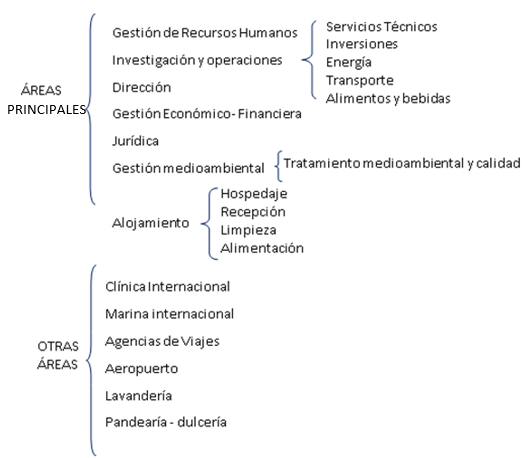 ÁREAS
PRINCIPALES
Gestión de Recursos Humanos
Investigación y operaciones
Servicios Técnicos
Inversiones
Energía
Transporte
Alimentos y bebidas
Dirección
Gestión Económico- Financiera
Jurídica
Gestión medioambiental
Tratamiento medioambiental y calidad
Alojamiento
Hospedaje
Recepción
Limpieza
Alimentación
OTRAS
ÁREAS
Clínica Internacional
Marina internacional
Agencias de Viajes
Aeropuerto
Lavandería
Pandearía - dulcería